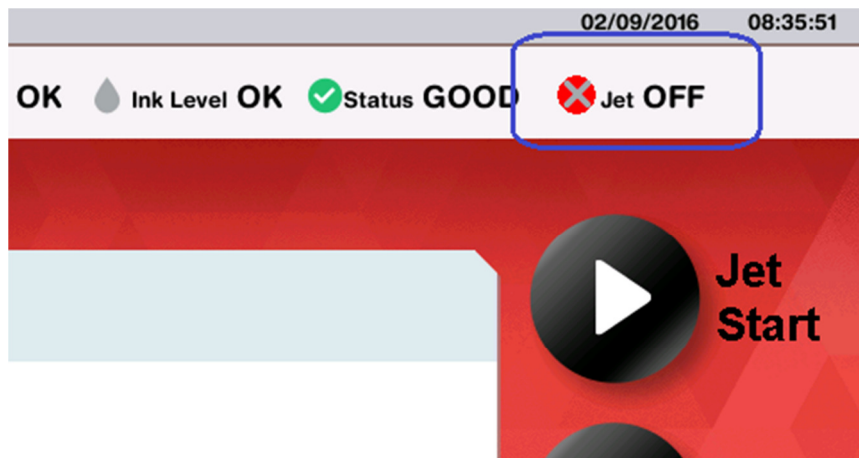 02/09/2016 08:35:51
OK Ink Level OK Status GOOD Jet OFF
Jet
Start